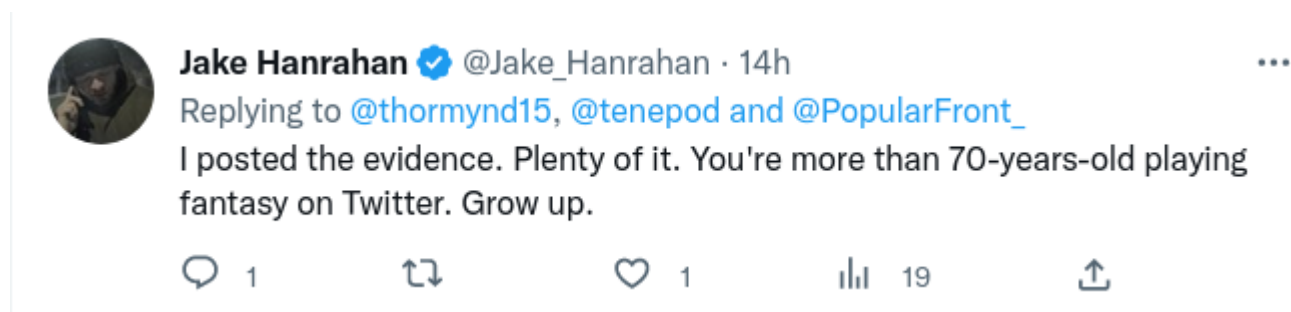 Jake Hanrahan @Jake_Hanrahan · 14h
Replying to @thormynd15, @tenepod and @PopularFront_
I posted the evidence. Plenty of it. You're more than 70-years-old playing
fantasy on Twitter. Grow up.
1 1 19